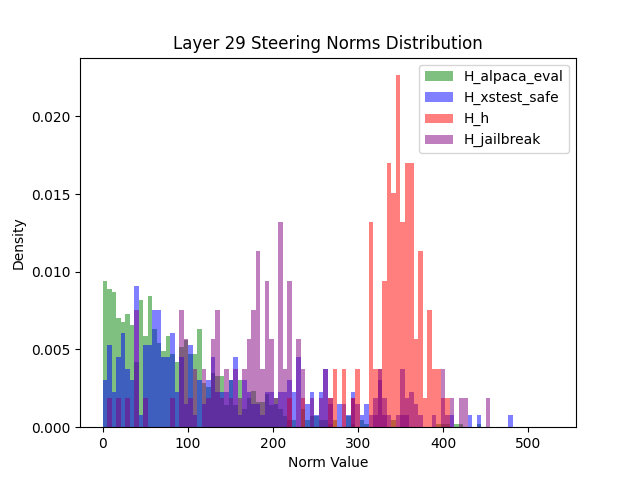 Layer 29 Steering Norms Distribution
H_alpaca_eval
H_xstest_safe
H_h
H_jailbreak
Density
0.020
0.015
0.010
0.005
0.000
0 100 200 300 400 500
Norm Value